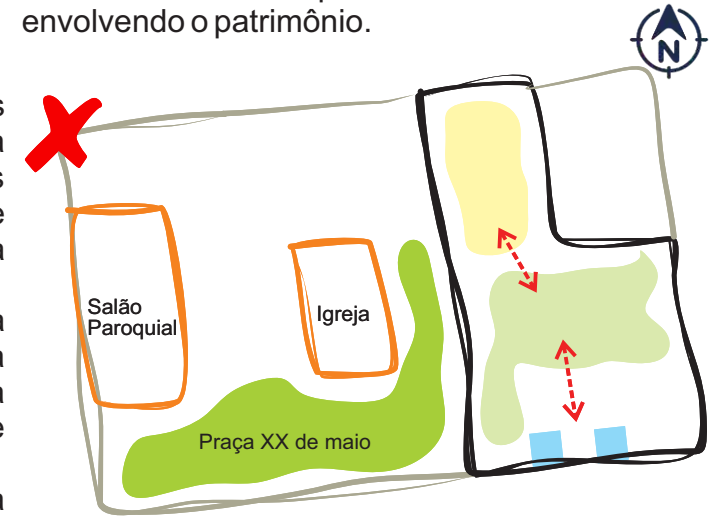 envolvendo o patrimônio.
N
s
a
s
e
a
Salão
Paroquial
Igreja
a
a
a
e
Praça XX de maio
a